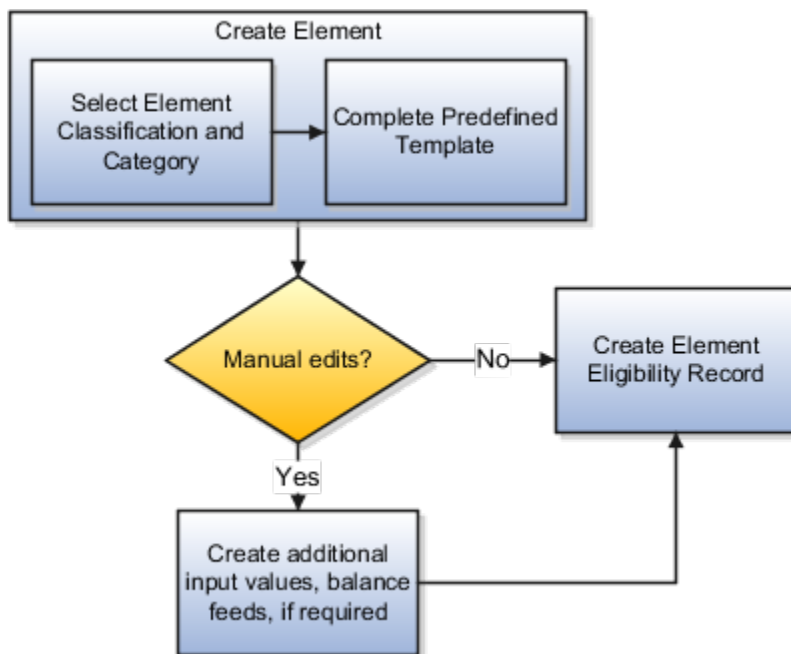 Create Element
Select Element
Classification and
Category
Complete Predefined
Template
Manual edits?
No
Create Element
Eligibility Record
Yes
Create additional
input values, balance
feeds, if required